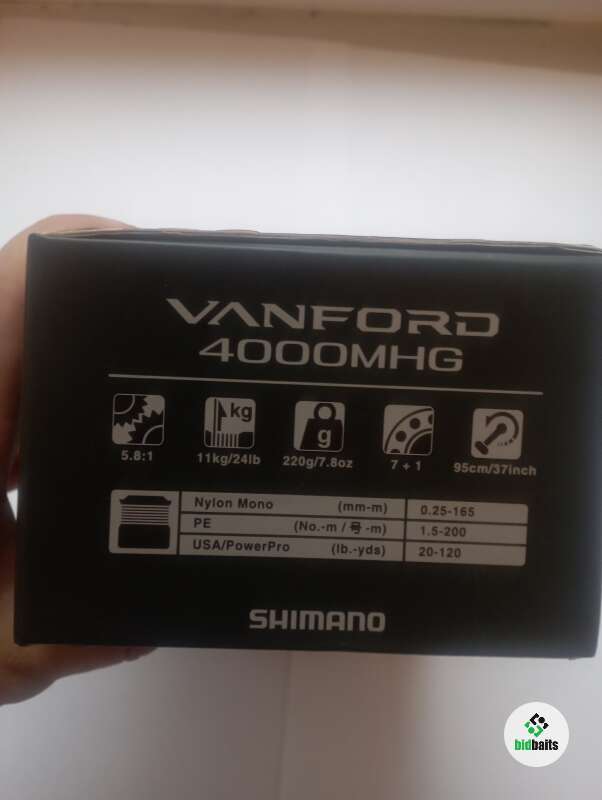 VANFORD
4000MHG
kg
g
5.8:1 11kg/24lb 220g/7.8oz 7 + 1 95cm/37inch
Nylon Mono (mm-m) 0.25-165
PE (No.-m / 号 -m) 1.5-200
USA/PowerPro (lb.-yds) 20-120
SHIMANO
bidbaits